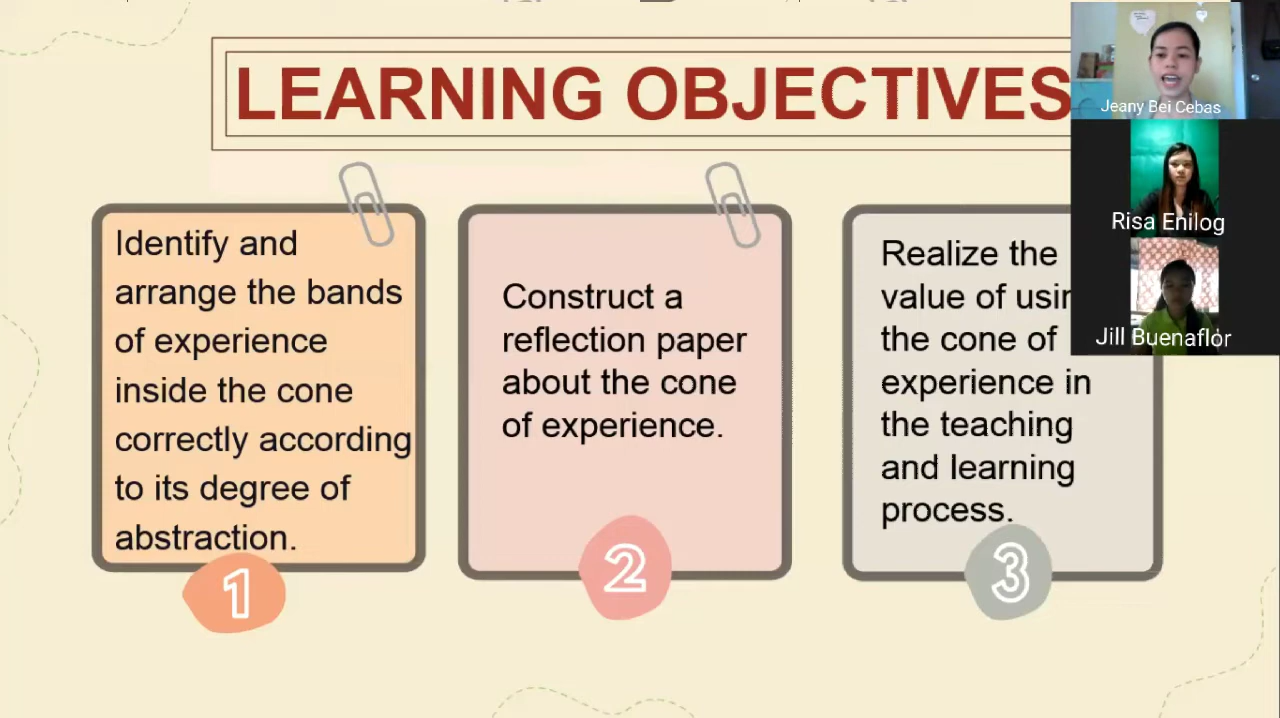 LEARNING OBJECTIVES
Identify and
arrange the bands
of experience
inside the cone
correctly according
to its degree of
abstraction.
1
Construct a
reflection paper
about the cone
of experience.
2
Realize the
value of usin
the cone of
experience in
the teaching
and learning
process.
3
Jeany Bei Cebas
Risa Enilog
Jill Buenaflor